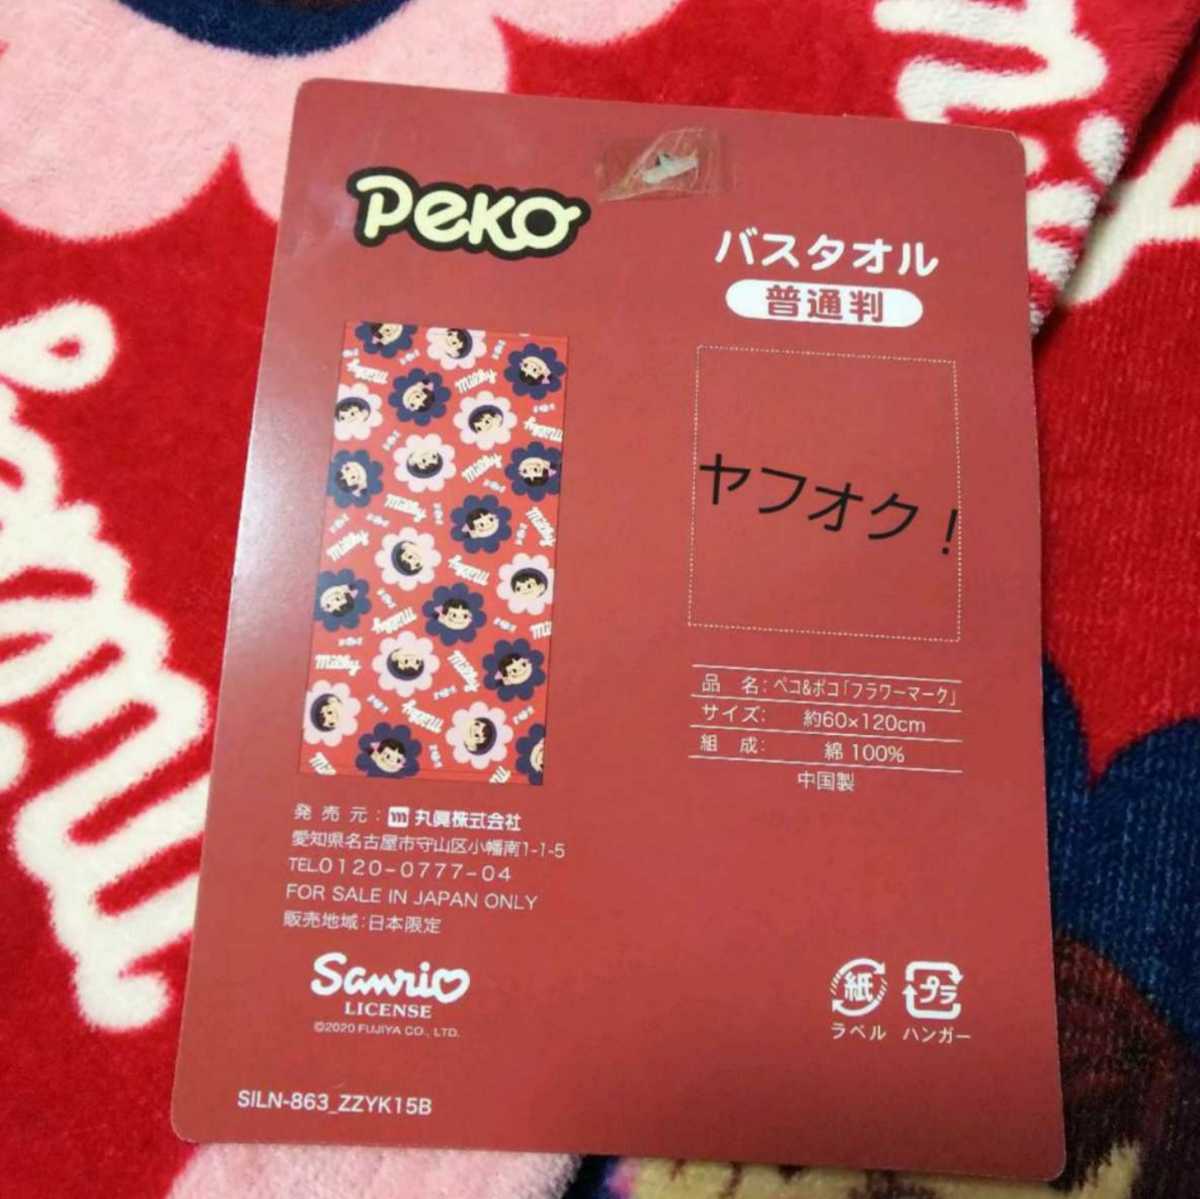 Peko
バスタオル
普通判
ヤフオク！
品 名：ペコ&ポコ「フラワーマーク」
サイズ： 約60×120cm
組 成： 綿 100%
中国製
発 売 元： m 丸眞株式会社
愛知県名古屋市守山区小幡南1-1-5
TEL.0120-0777-04
FOR SALE IN JAPAN ONLY
販売地域：日本限定
Sanrio
LICENSE
©2020 FUJIYA CO., LTD.
紙 プラ
ラベル ハンガー
SILN-863_ZZYK15B
Milky